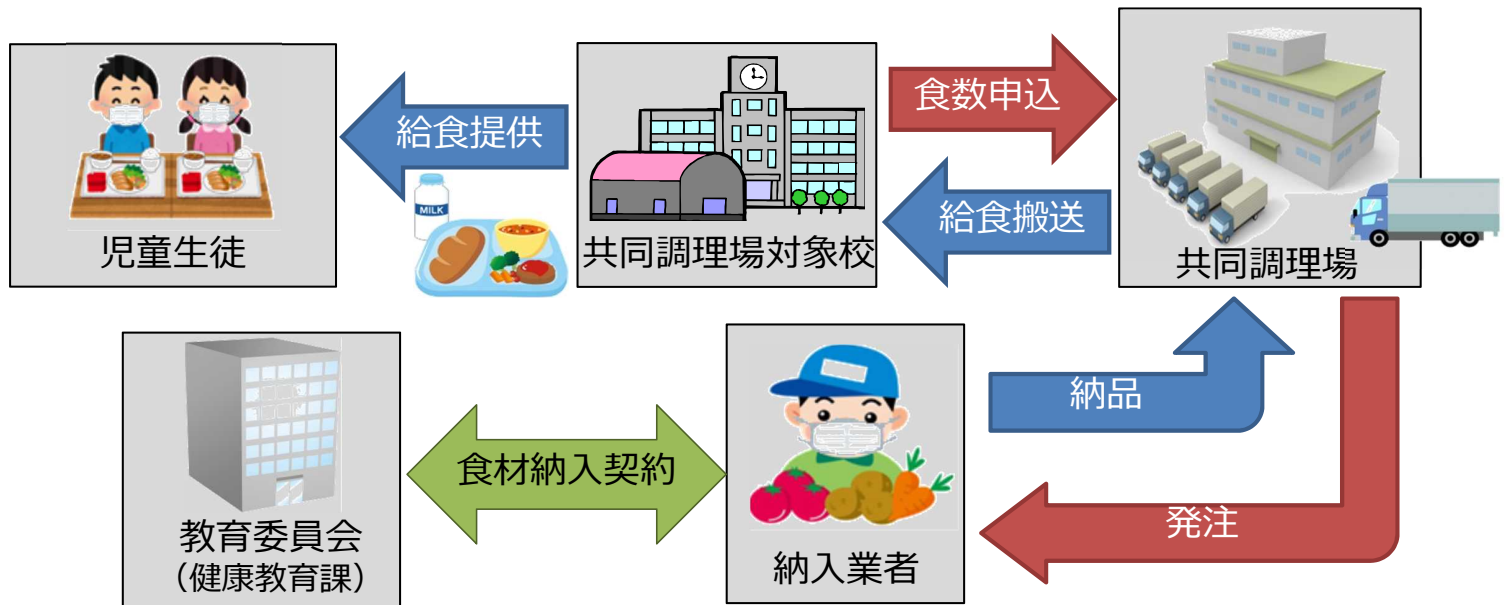 児童生徒
給食提供
MILK
共同調理場対象校
食数申込
給食搬送
共同調理場
教育委員会
（健康教育課）
食材納入契約
納入業者
納品
発注